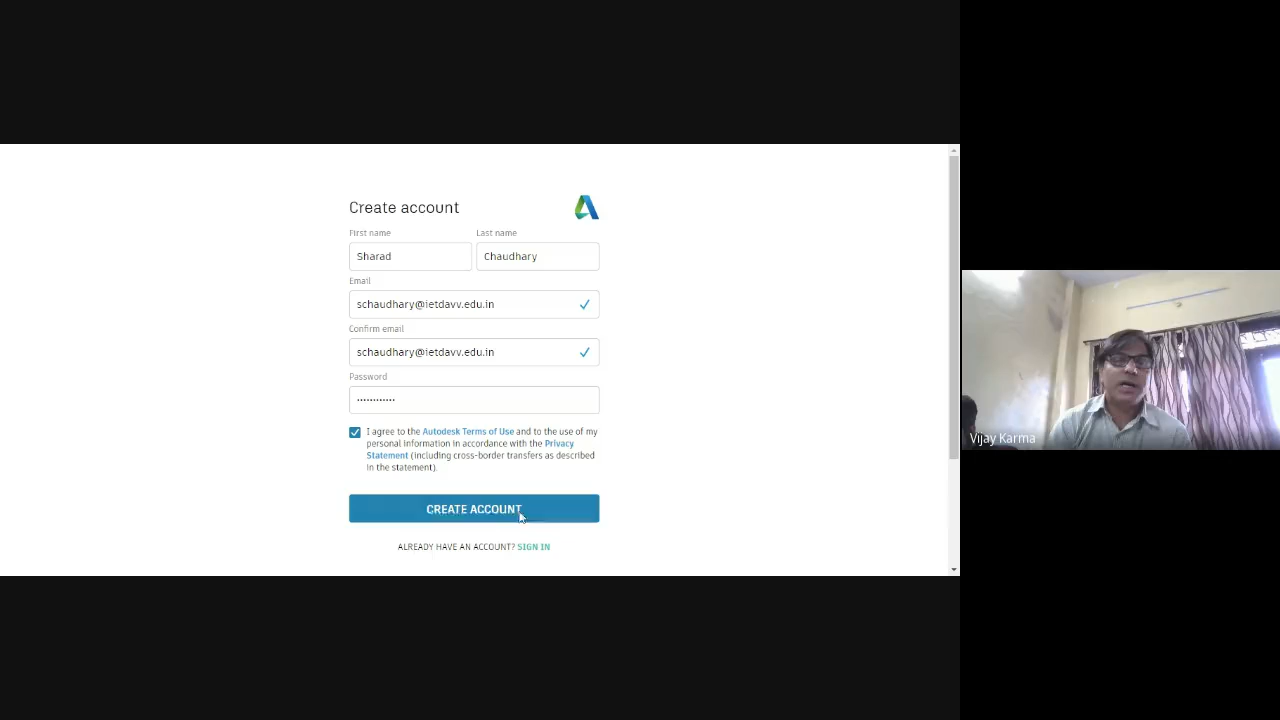 Create account
First name Last name
Sharad Chaudhary
Email
schaudhary@ietdavv.edu.in
Confirm email
schaudhary@ietdavv.edu.in
Password
••••••••••••
I agree to the Autodesk Terms of Use and to the use of my
personal information in accordance with the Privacy
Statement (including cross-border transfers as described
in the statement).
CREATE ACCOUNT
ALREADY HAVE AN ACCOUNT? SIGN IN
Vijay Karma